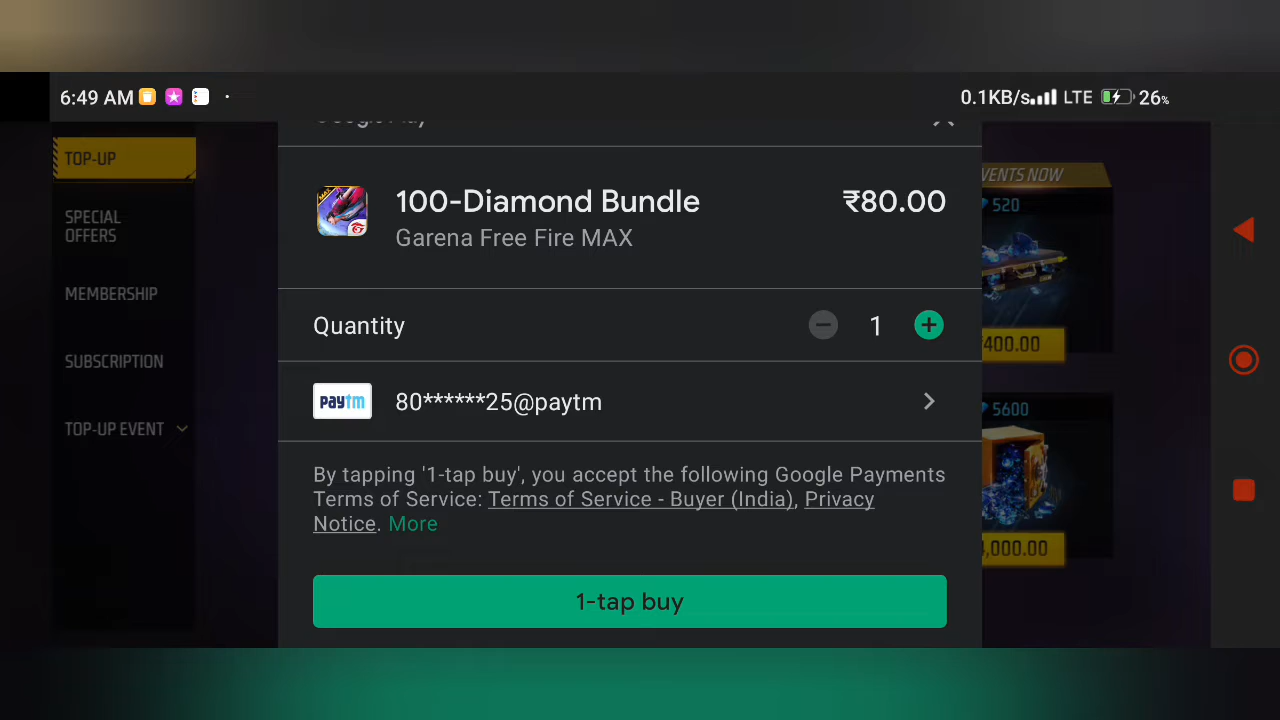 6:49 AM
0.1KB/s LTE 26%
Google Play
TOP-UP
SPECIAL
OFFERS
MEMBERSHIP
SUBSCRIPTION
TOP-UP EVENT
100-Diamond Bundle
₹80.00
Garena Free Fire MAX
Quantity
1
paytm
80******25@paytm
By tapping '1-tap buy', you accept the following Google Payments
Terms of Service: Terms of Service - Buyer (India), Privacy
Notice. More
1-tap buy
EVENTS NOW
520
400.00
5600
,000.00